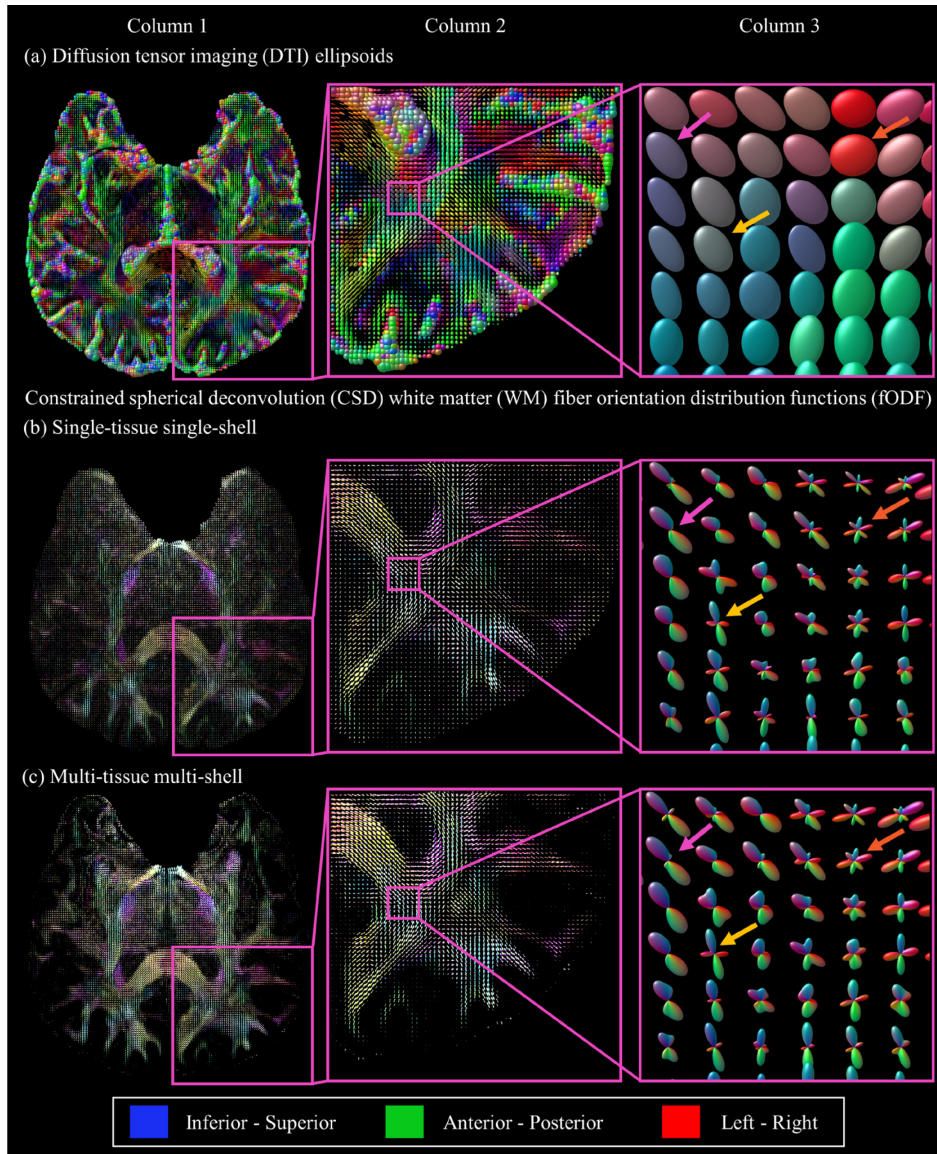 Column 1 Column 2 Column 3
(a) Diffusion tensor imaging (DTI) ellipsoids
Constrained spherical deconvolution (CSD) white matter (WM) fiber orientation distribution functions (fODF)
(b) Single-tissue single-shell
(c) Multi-tissue multi-shell
Inferior - Superior Anterior - Posterior Left - Right